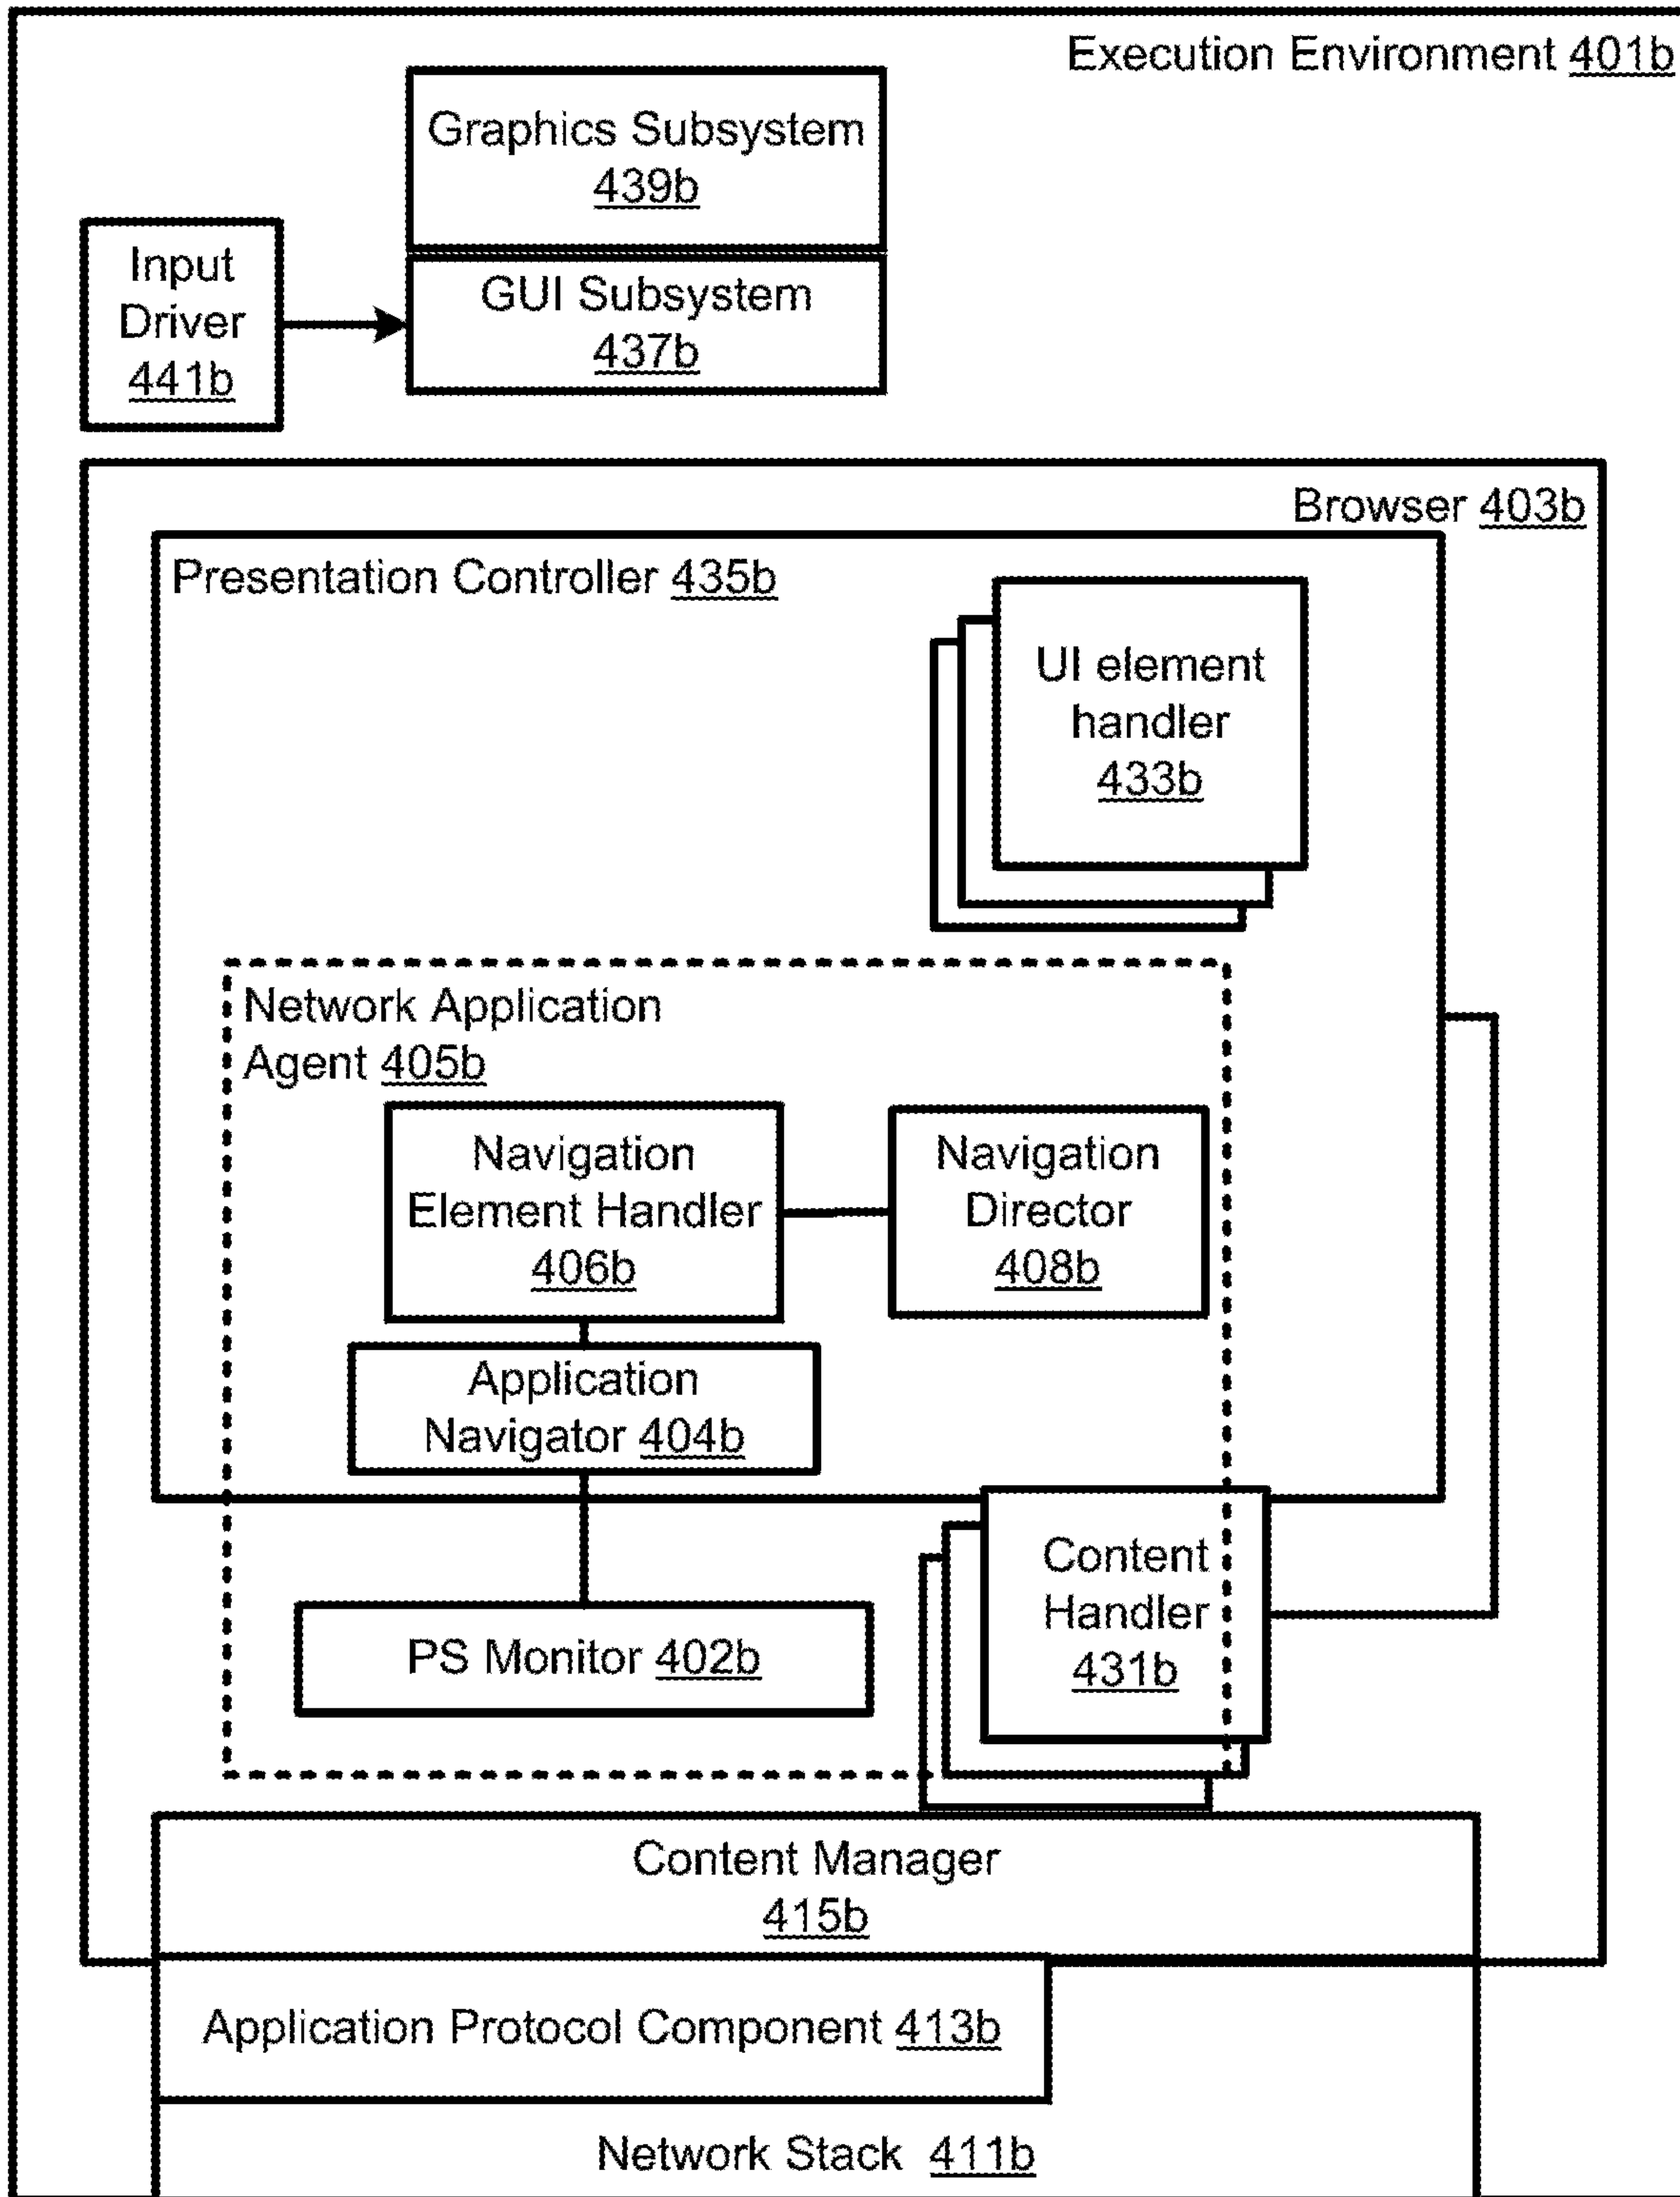 Execution Environment 401b
Graphics Subsystem
439b
Input
Driver
441b
GUI Subsystem
437b
Browser 403b
Presentation Controller 435b
UI element
handler
433b
Network Application
Agent 405b
Navigation
Element Handler
406b
Navigation
Director
408b
Application
Navigator 404b
Content
Handler
431b
PS Monitor 402b
Content Manager
415b
Application Protocol Component 413b
Network Stack 411b